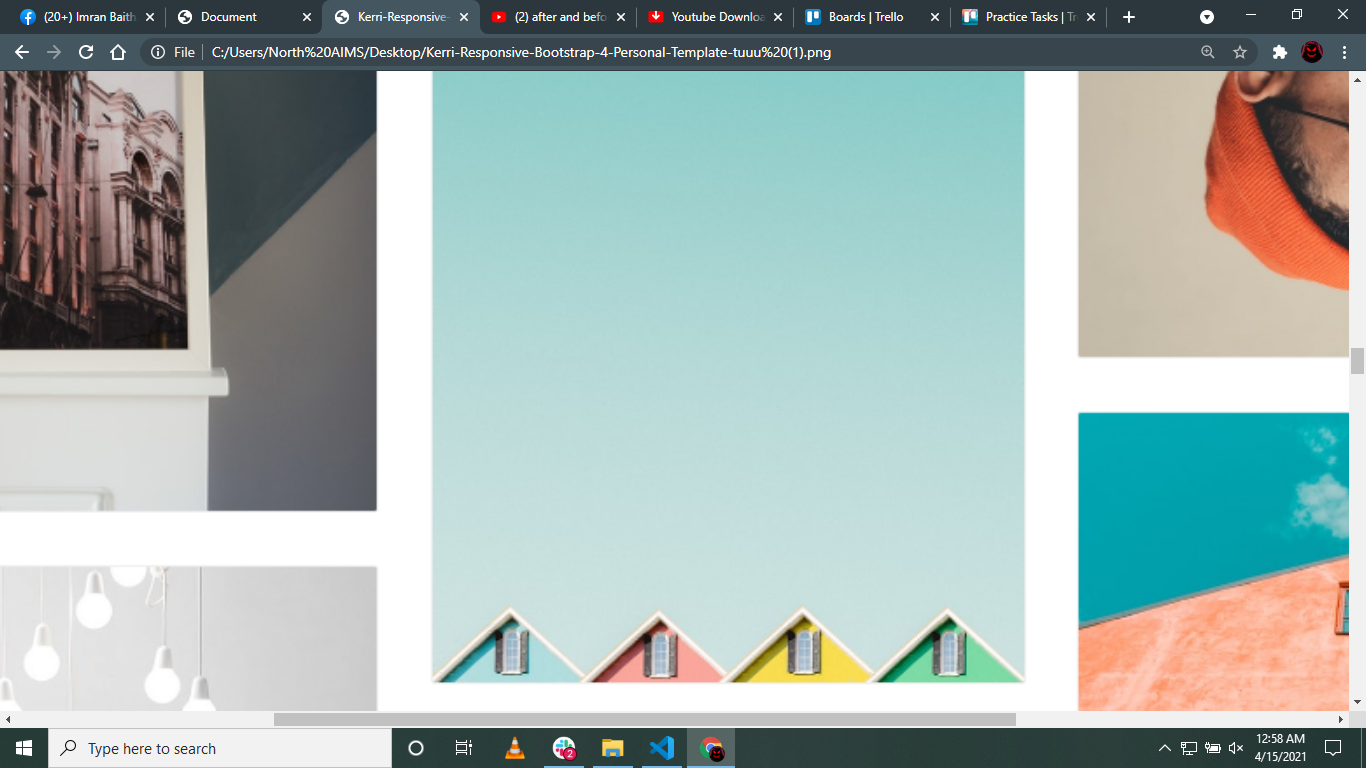 (20+) Imran Baith
Document
Kerri-Responsive-
(2) after and befo
Youtube Downloa
Boards | Trello
Practice Tasks | Tr
File
C:/Users/North%20AIMS/Desktop/Kerri-Responsive-Bootstrap-4-Personal-Template-tuuu%20(1).png
Type here to search
2
12:58 AM
4/15/2021